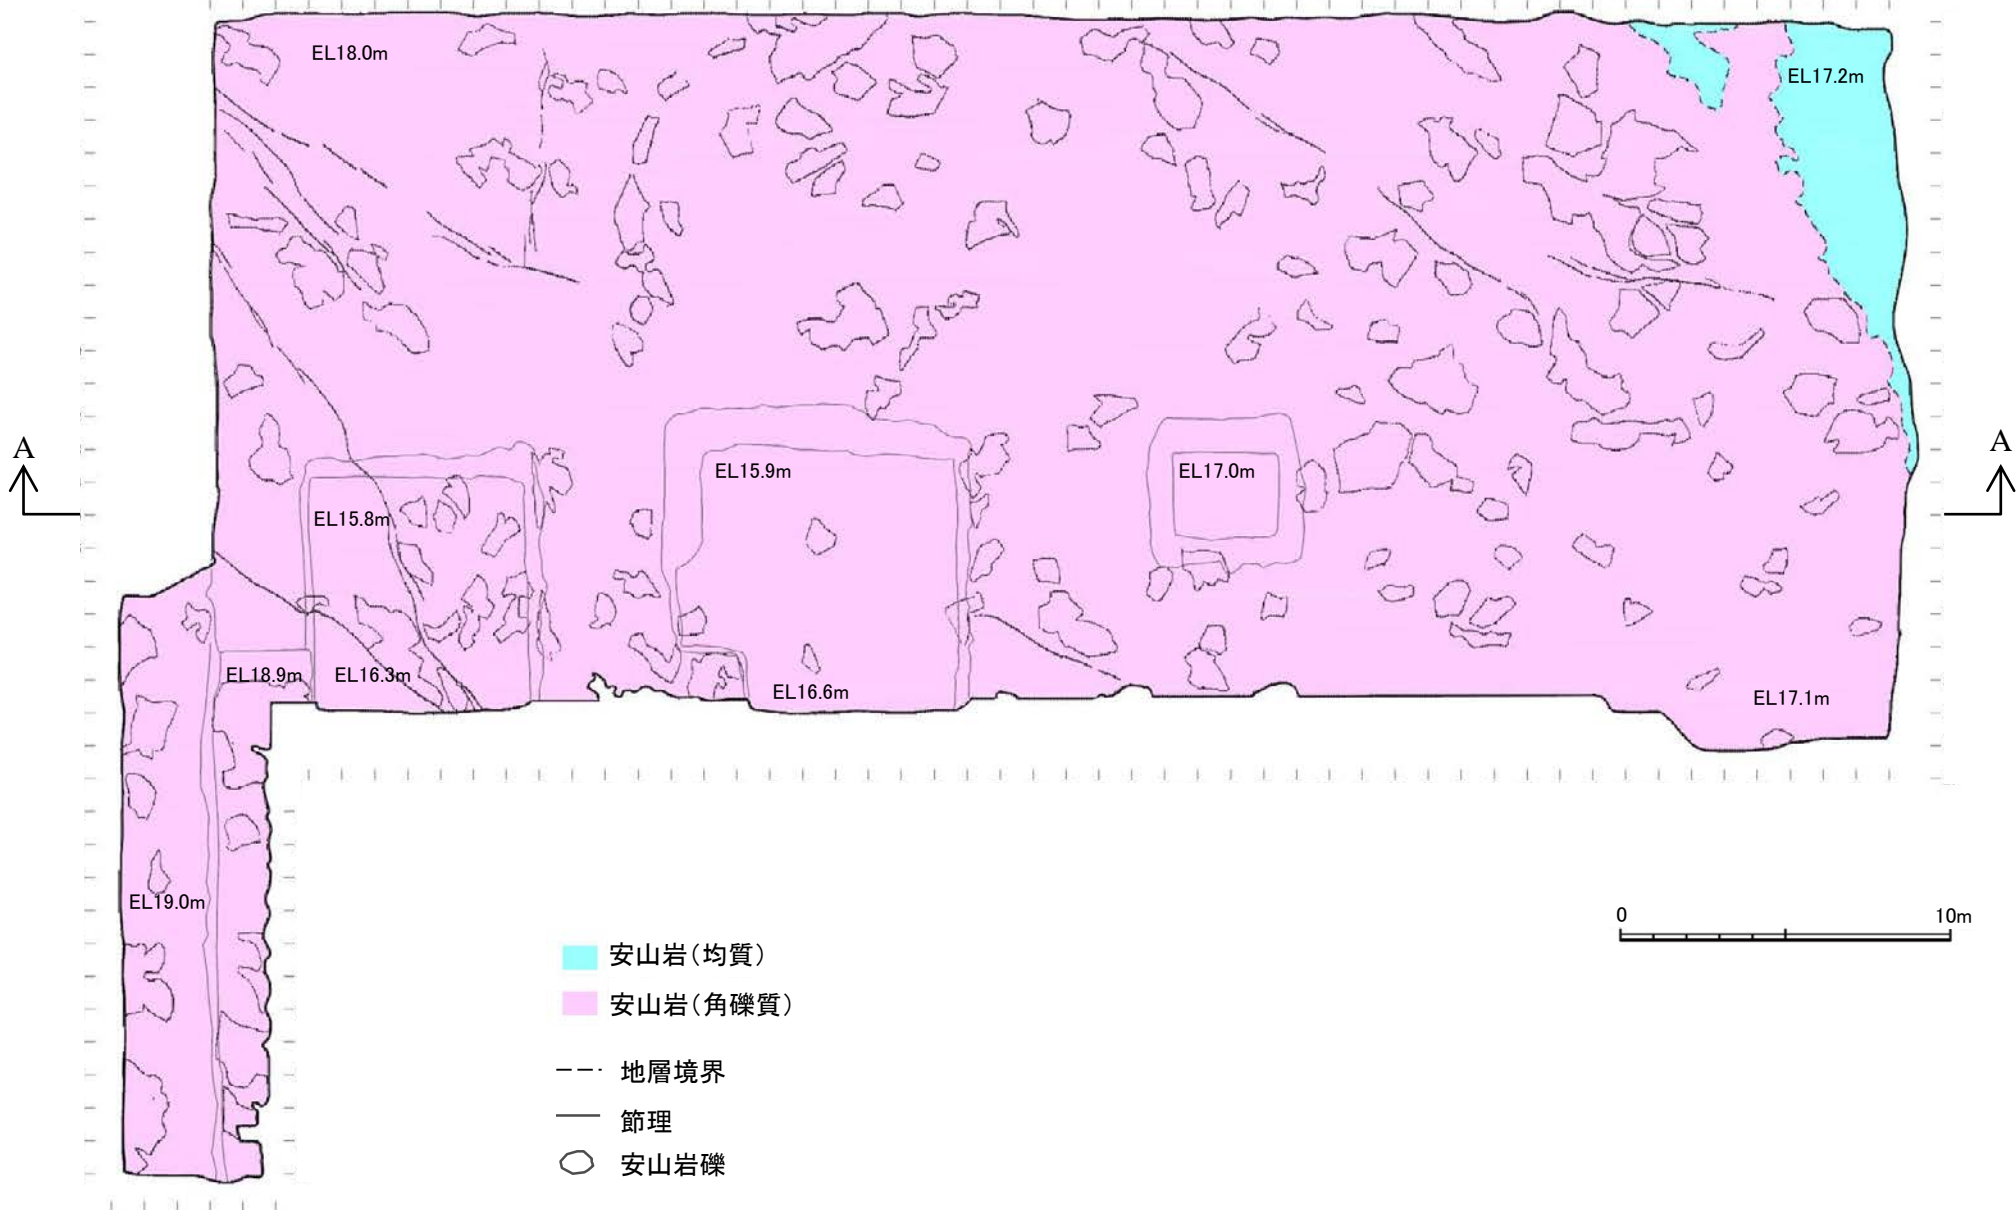 EL18.0m
EL17.2m
A
A
EL15.9m
EL17.0m
EL15.8m
EL18.9m
EL16.3m
EL16.6m
EL17.1m
EL19.0m
0 10m
安山岩(均質)
安山岩(角礫質)
地層境界
節理
安山岩礫